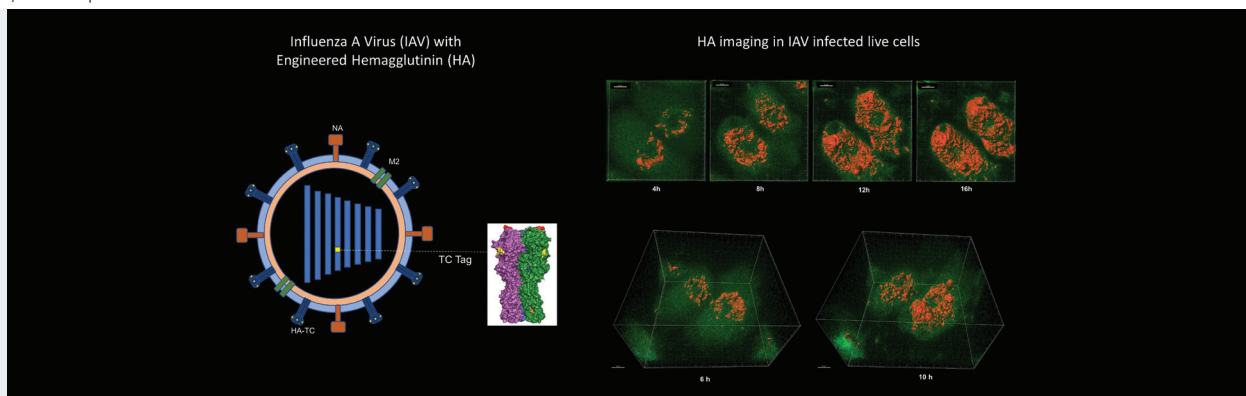 Influenza A Virus (IAV) with
Engineered Hemagglutinin (HA)
NA
M2
TC Tag
HA-TC
HA imaging in IAV infected live cells
4h
8h
12h
16h
6 h
10 h